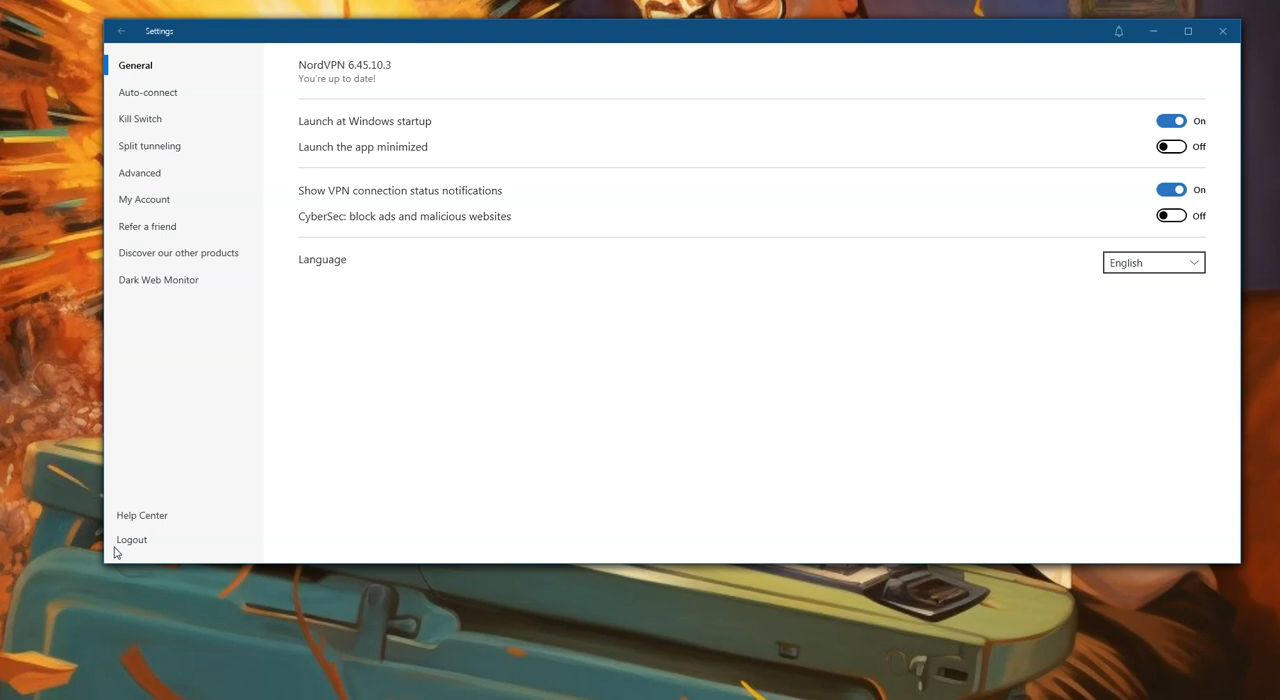 Settings
General
Auto-connect
Kill Switch
Split tunneling
Advanced
My Account
Refer a friend
Discover our other products
Dark Web Monitor
Help Center
Logout
NordVPN 6.45.10.3
You're up to date!
Launch at Windows startup On
Launch the app minimized Off
Show VPN connection status notifications On
CyberSec: block ads and malicious websites Off
Language English